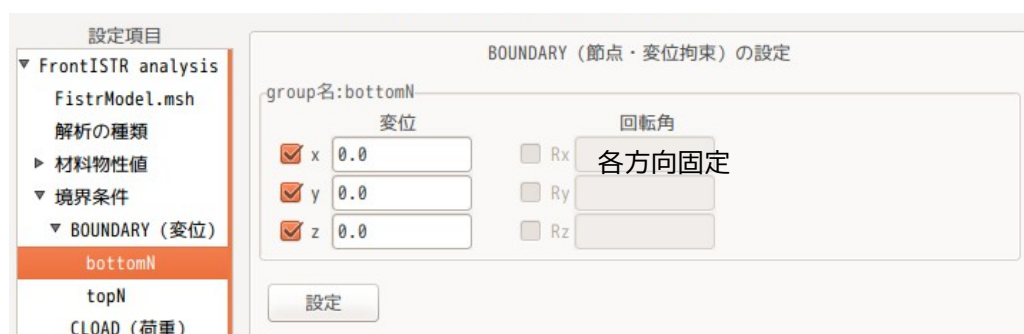 設定項目
▼ FrontISTR analysis
FistrModel.msh
解析の種類
▶ 材料物性値
▼ 境界条件
▼ BOUNDARY (変位)
bottomN
topN
CLOAD (荷重)
BOUNDARY (節点・変位拘束) の設定
group名:bottomN
変位 回転角
x 0.0 Rx 各方向固定
y 0.0 Ry
z 0.0 Rz
設定